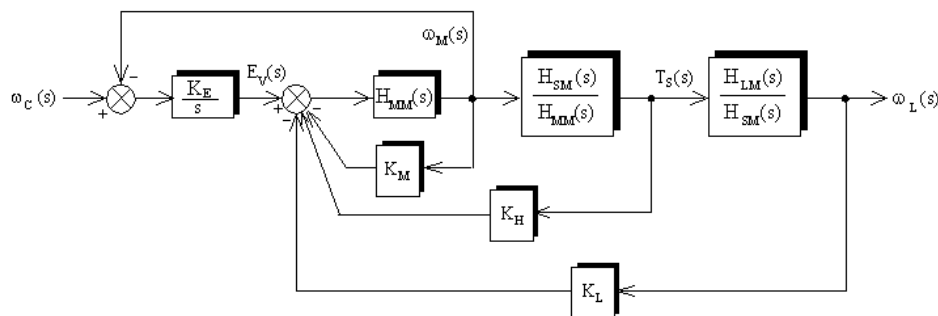 ω_M(s)
−
ω_C(s)
+
K_E
s
E_V(s)
+
−
−
H_MM(s)
H_SM(s)
H_MM(s)
T_S(s)
H_LM(s)
H_SM(s)
ω_L(s)
K_M
K_H
K_L